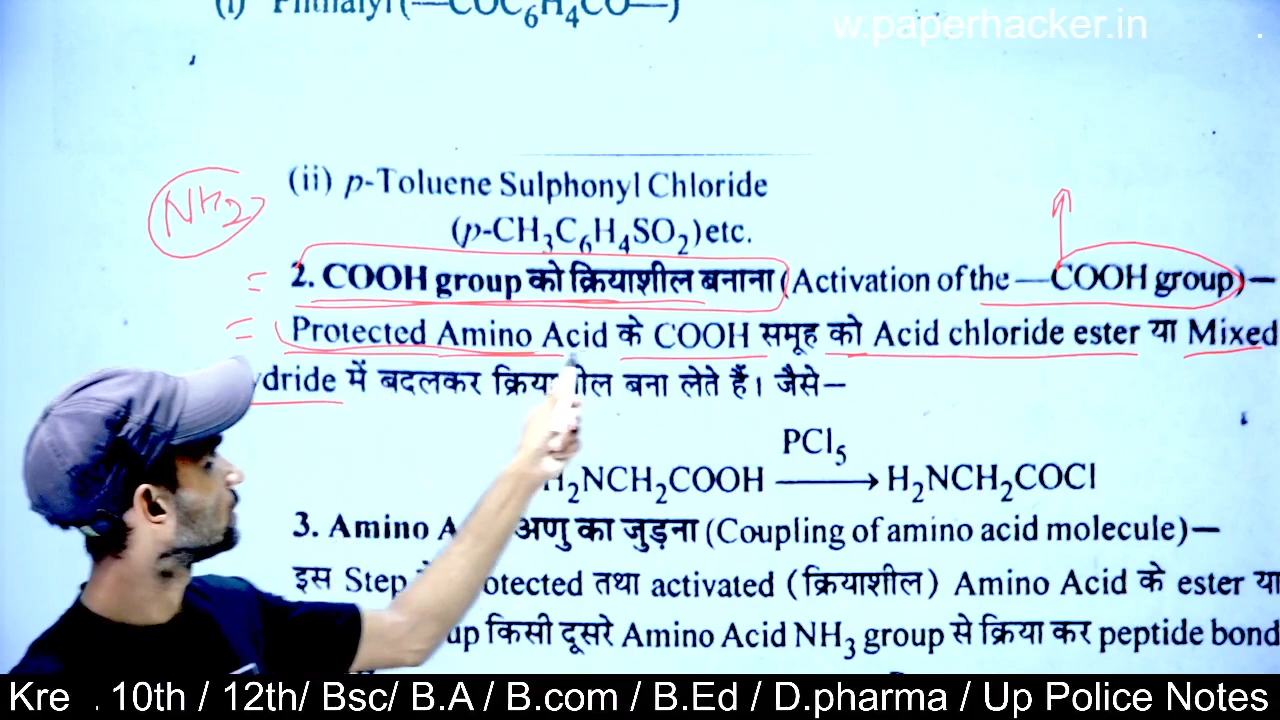 (i) Phthalyl (—COC6H4CO—)
w.paperhacker.in
(ii) p-Toluene Sulphonyl Chloride
(p-CH3C6H4SO2) etc.
NH2
2. COOH group को क्रियाशील बनाना (Activation of the —COOH group)—
Protected Amino Acid के COOH समूह को Acid chloride ester या Mixed
ydride में बदलकर बना लेते हैं। जैसे—
PCl5
H2NCH2COOH ⟶ H2NCH2COCl
3. Amino A अणु का जुड़ना (Coupling of amino acid molecule)—
इस Step otected तथा activated (क्रियाशील) Amino Acid के ester या
up किसी दूसरे Amino Acid NH3 group से क्रिया कर peptide bond
Kre . 10th / 12th/ Bsc/ B.A / B.com / B.Ed / D.pharma / Up Police Notes